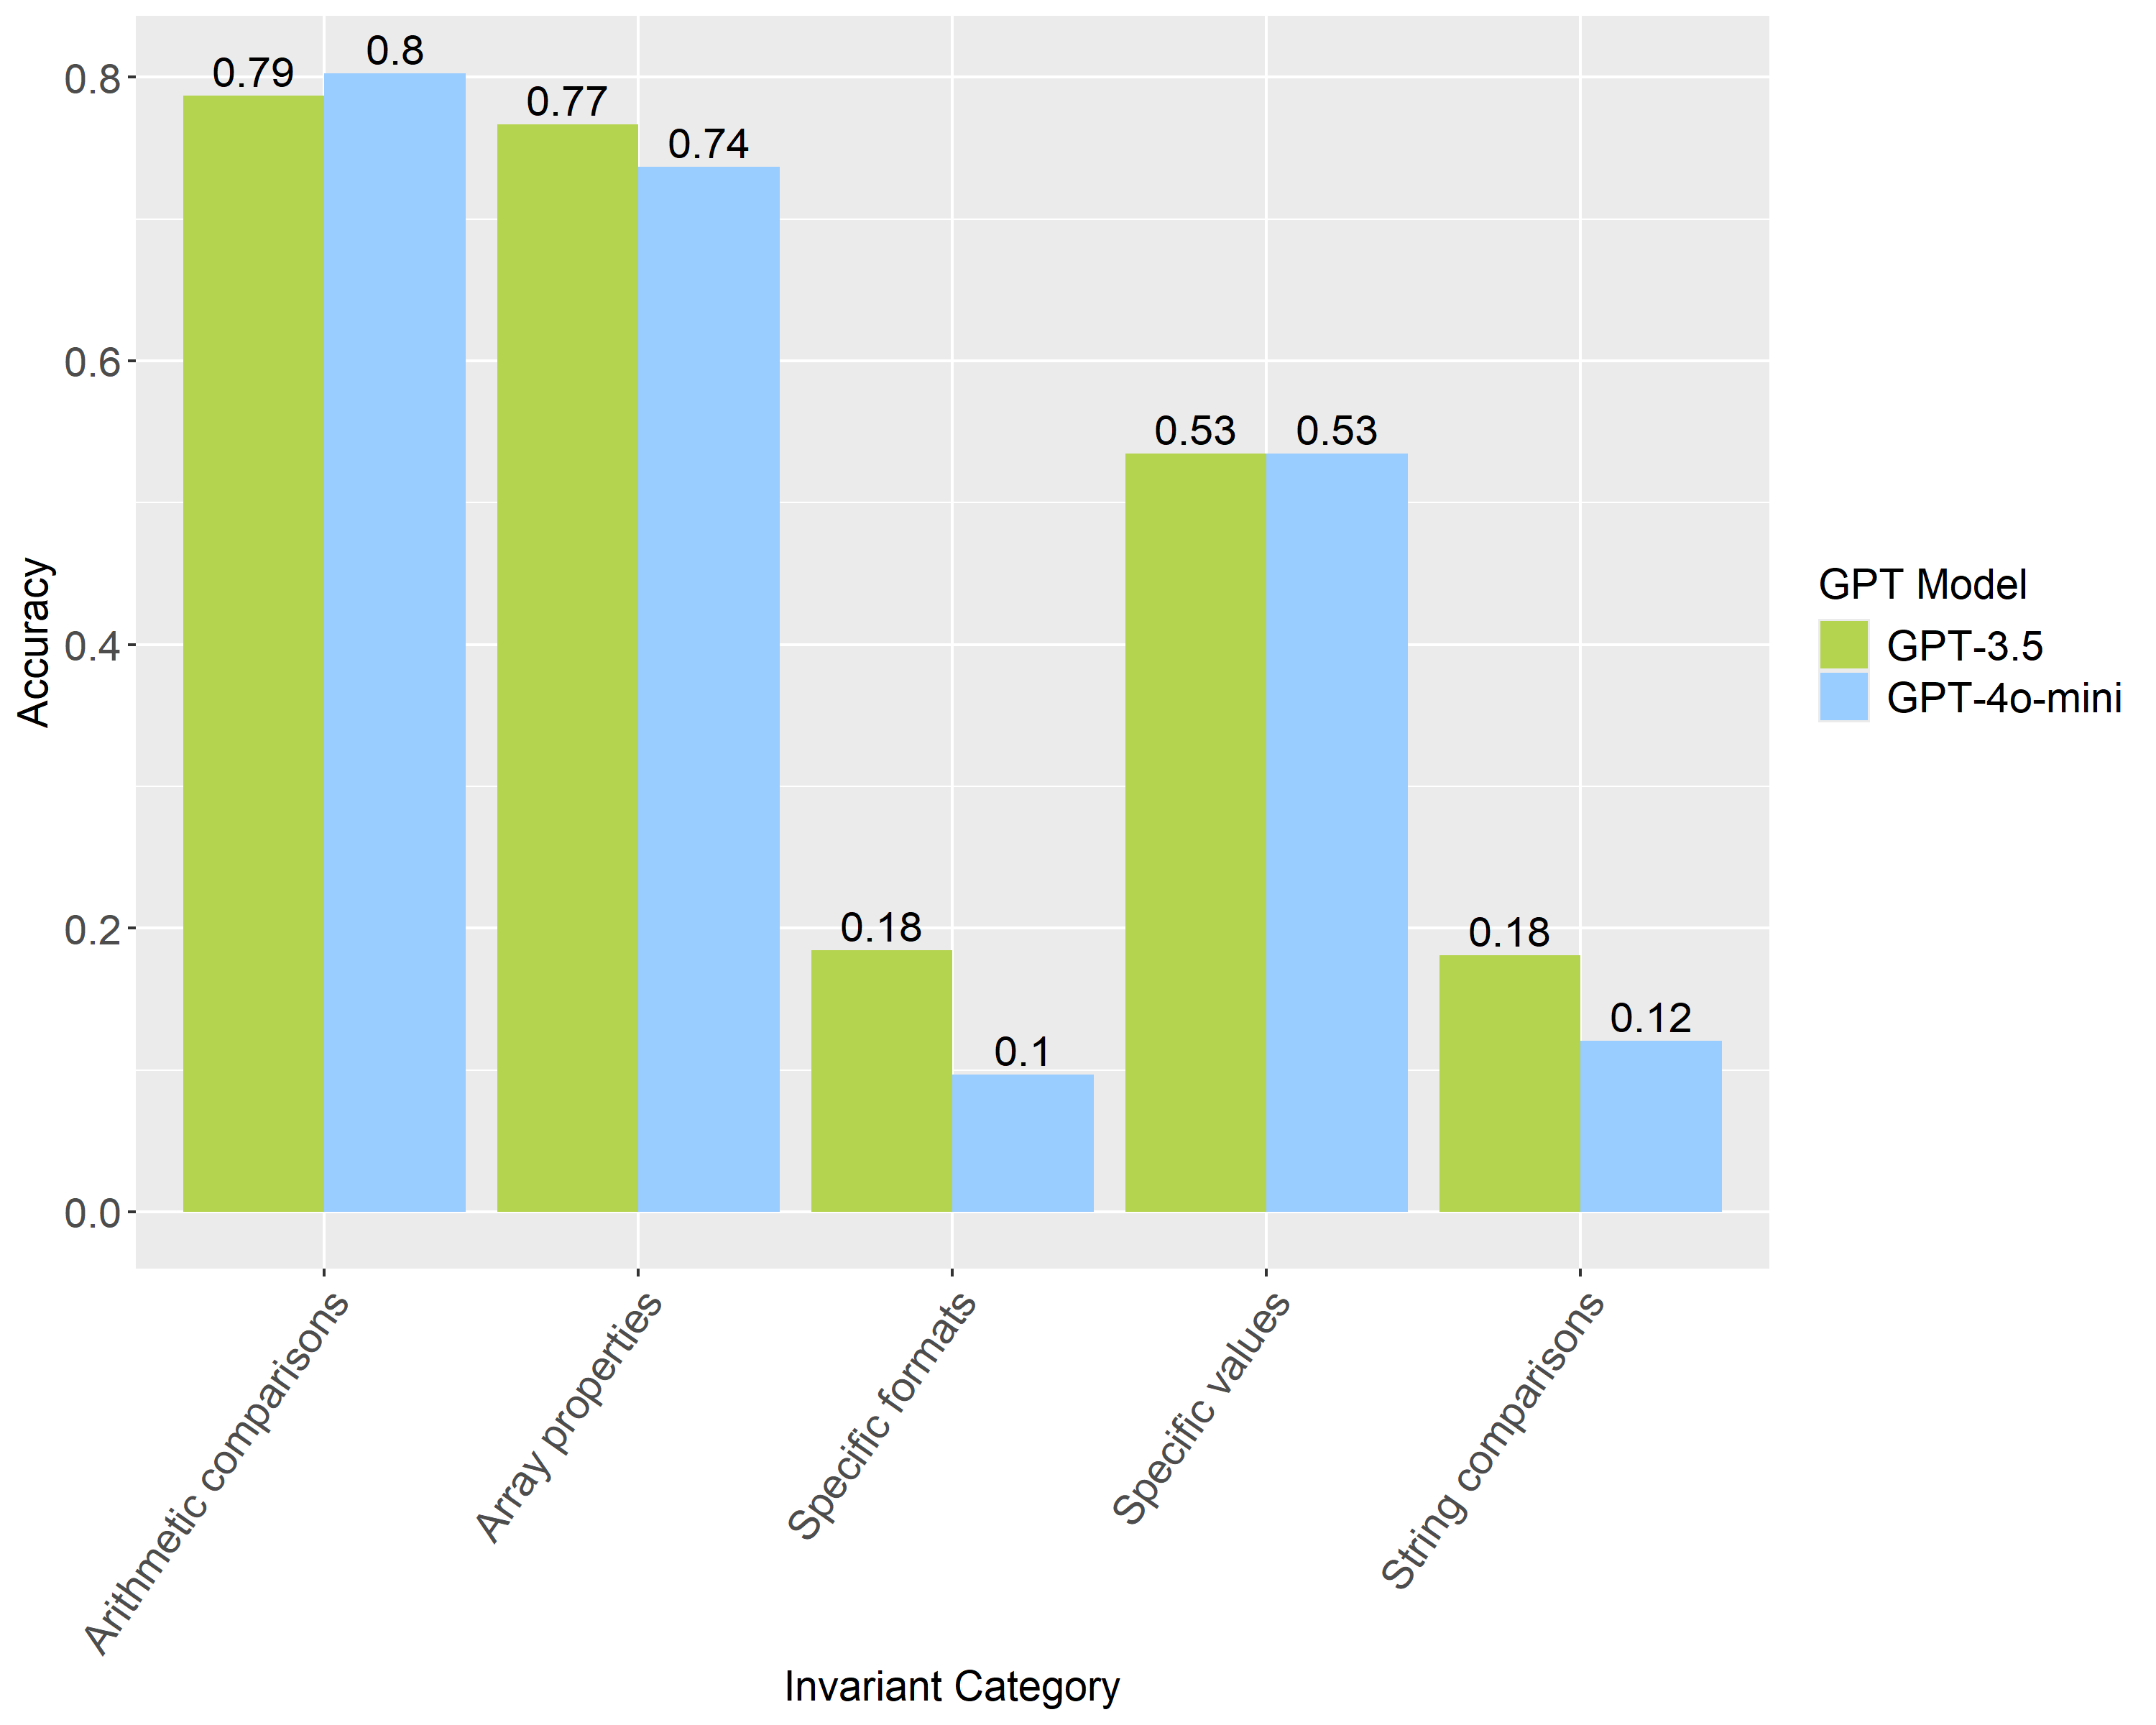 0.79
0.8
0.77
0.74
0.18
0.1
0.53
0.53
0.18
0.12
0.8
0.6
0.4
0.2
0.0
Accuracy
Arithmetic comparisons
Array properties
Specific formats
Specific values
String comparisons
Invariant Category
GPT Model
GPT-3.5
GPT-4o-mini